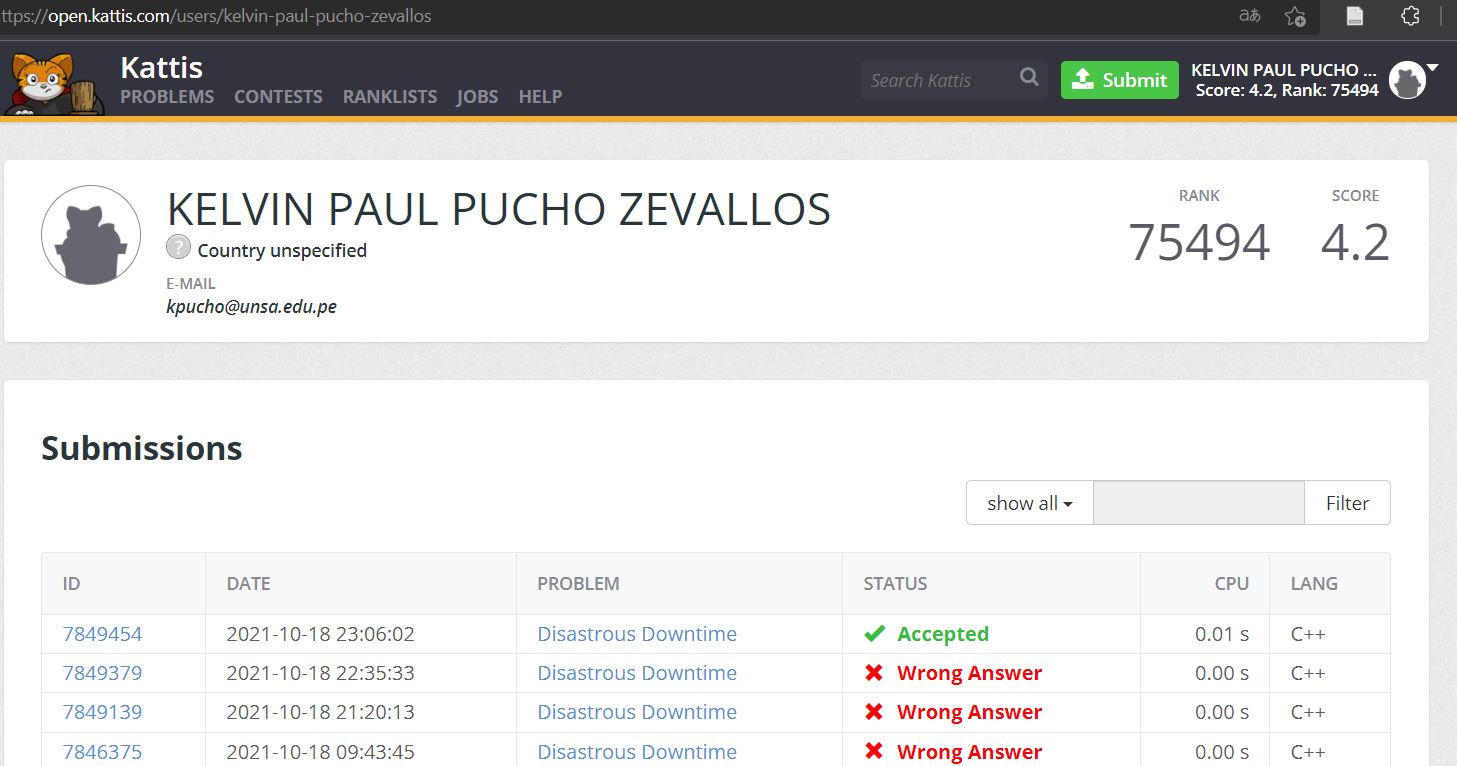 ttps://open.kattis.com/users/kelvin-paul-pucho-zevallos
Kattis
PROBLEMS CONTESTS RANKLISTS JOBS HELP
Search Kattis
Submit
KELVIN PAUL PUCHO ...
Score: 4.2, Rank: 75494
KELVIN PAUL PUCHO ZEVALLOS
? Country unspecified
E-MAIL
kpucho@unsa.edu.pe
RANK SCORE
75494 4.2
Submissions
show all Filter
ID DATE PROBLEM STATUS CPU LANG
7849454 2021-10-18 23:06:02 Disastrous Downtime Accepted 0.01 s C++
7849379 2021-10-18 22:35:33 Disastrous Downtime Wrong Answer 0.00 s C++
7849139 2021-10-18 21:20:13 Disastrous Downtime Wrong Answer 0.00 s C++
7846375 2021-10-18 09:43:45 Disastrous Downtime Wrong Answer 0.00 s C++